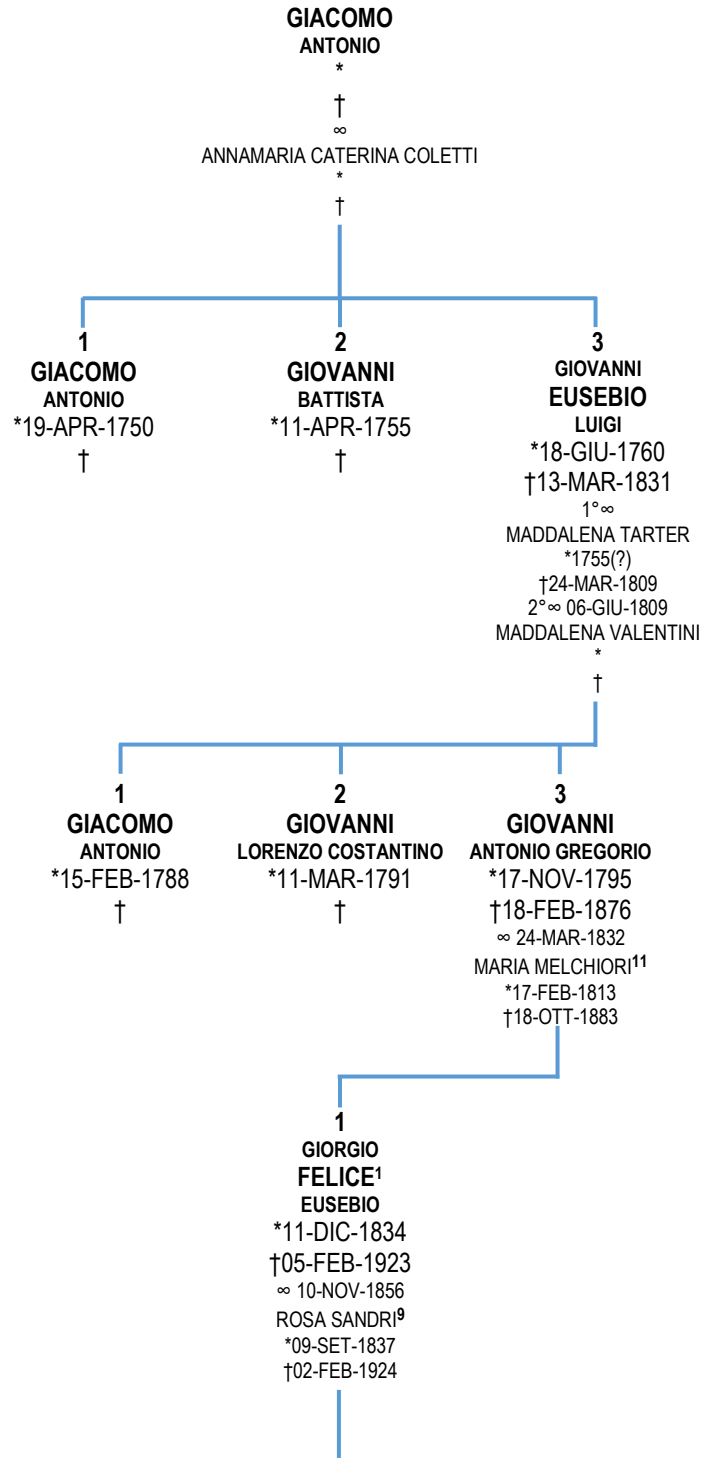 GIACOMO
ANTONIO
*
†
∞
ANNAMARIA CATERINA COLETTI
*
†
1
GIACOMO
ANTONIO
*19-APR-1750
†
2
GIOVANNI
BATTISTA
*11-APR-1755
†
3
GIOVANNI
EUSEBIO
LUIGI
*18-GIU-1760
†13-MAR-1831
1°∞
MADDALENA TARTER
*1755(?)
†24-MAR-1809
2°∞ 06-GIU-1809
MADDALENA VALENTINI
*
†
1
GIACOMO
ANTONIO
*15-FEB-1788
†
2
GIOVANNI
LORENZO COSTANTINO
*11-MAR-1791
†
3
GIOVANNI
ANTONIO GREGORIO
*17-NOV-1795
†18-FEB-1876
∞ 24-MAR-1832
MARIA MELCHIORI¹¹
*17-FEB-1813
†18-OTT-1883
1
GIORGIO
FELICE¹
EUSEBIO
*11-DIC-1834
†05-FEB-1923
∞ 10-NOV-1856
ROSA SANDRI⁹
*09-SET-1837
†02-FEB-1924